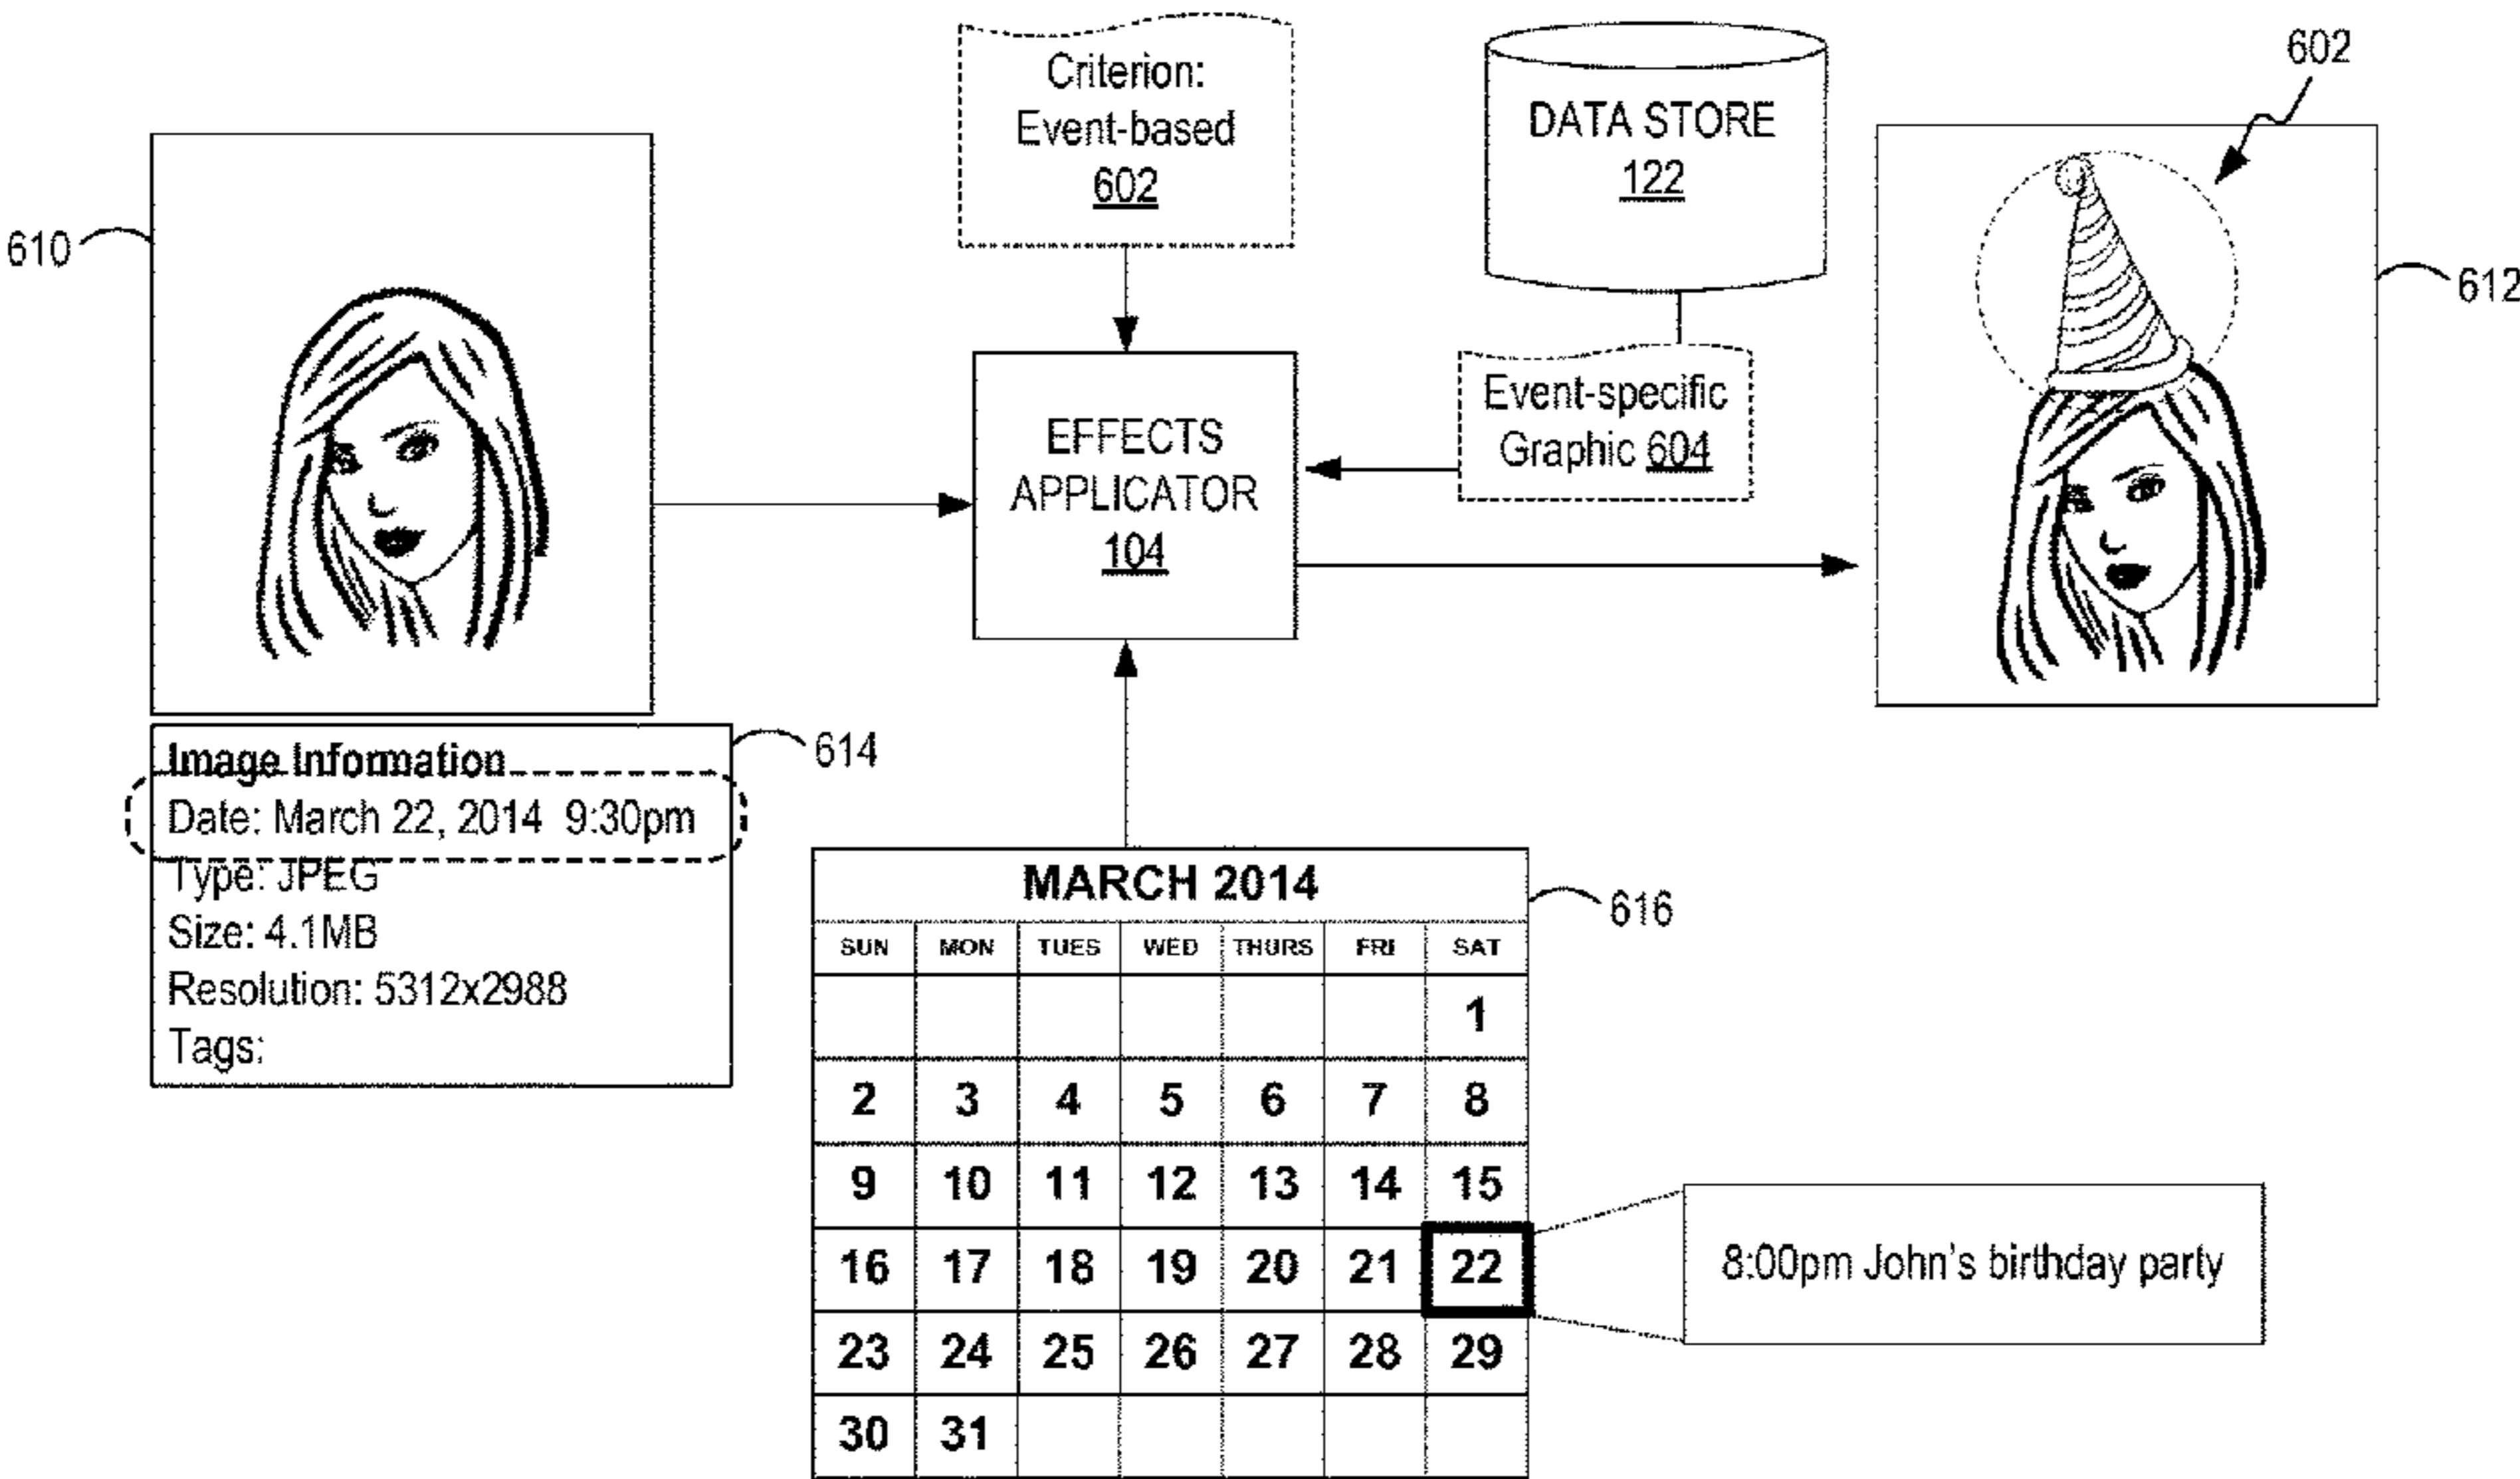 Criterion:
Event-based
602
DATA STORE
122
602
610
612
EFFECTS
APPLICATOR
104
Event-specific
Graphic 604
Image Information
Date: March 22, 2014 9:30pm
Type: JPEG
Size: 4.1MB
Resolution: 5312x2988
Tags:
614
MARCH 2014
616
SUN MON TUES WED THURS FRI SAT
1
2 3 4 5 6 7 8
9 10 11 12 13 14 15
16 17 18 19 20 21 22
23 24 25 26 27 28 29
30 31
8:00pm John's birthday party